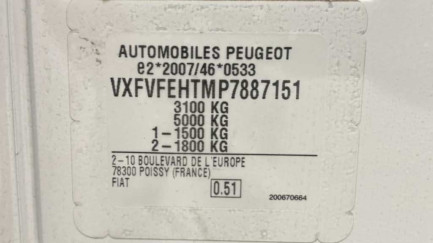 AUTOMOBILES PEUGEOT
e2*2007/46*0533
VXFVFEHTMP7887151
3100 KG
5000 KG
1-1500 KG
2-1800 KG
2-10 BOULEVARD DE L'EUROPE
78300 POISSY (FRANCE)
FIAT
0.51
200670664